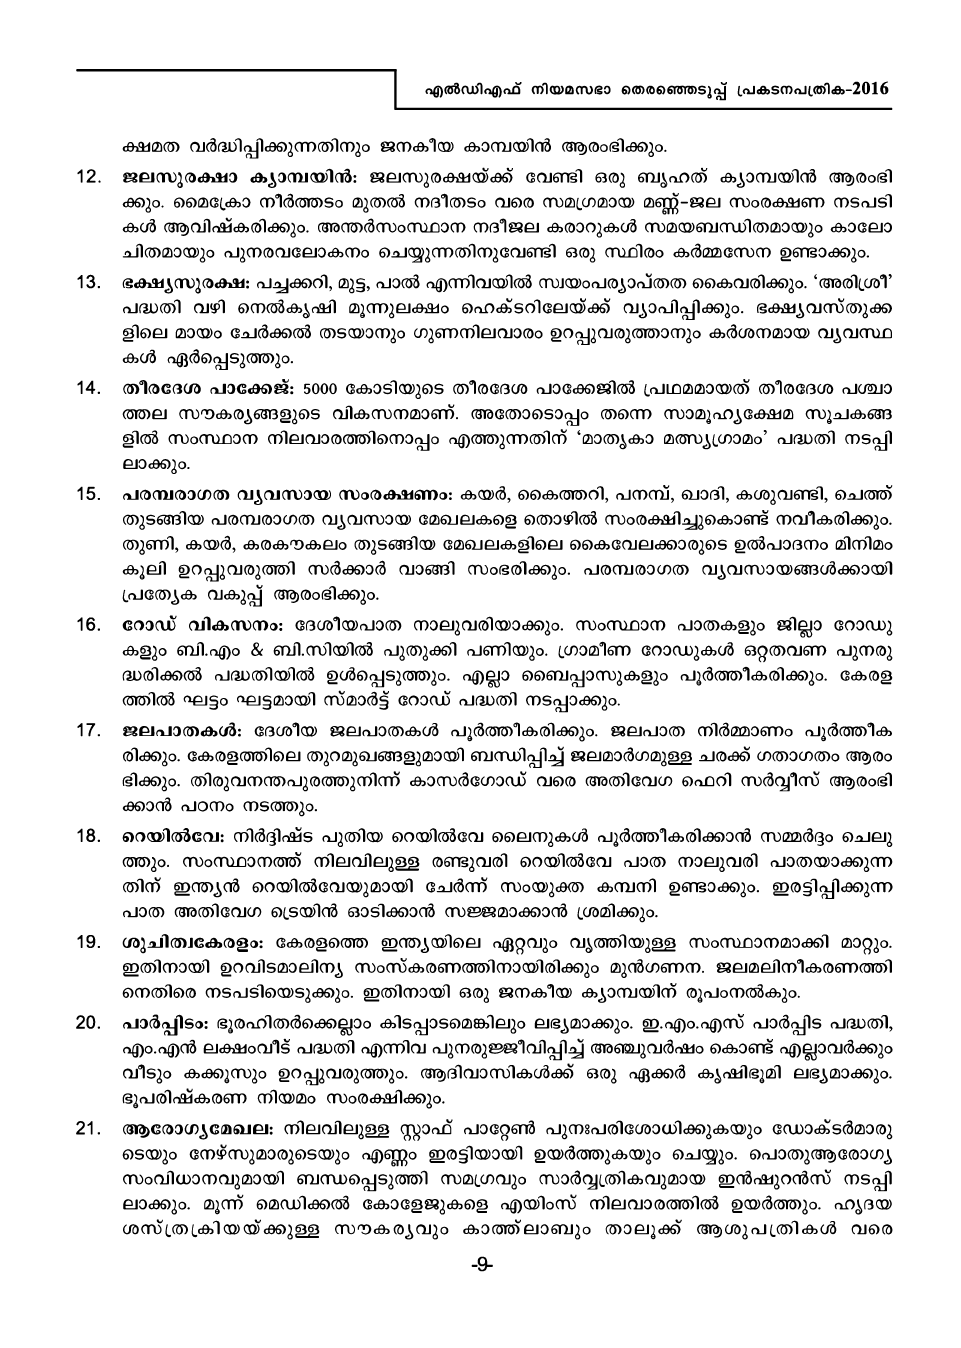 എൽഡിഎഫ് നിയമസഭാ തെരഞ്ഞെടുപ്പ് പ്രകടനപത്രിക-2016
ക്ഷമത വർദ്ധിപ്പിക്കുന്നതിനും ജനകീയ കാമ്പയിൻ ആരംഭിക്കും.
12. ജലസുരക്ഷാ ക്യാമ്പയിൻ: ജലസുരക്ഷയ്ക്ക് വേണ്ടി ഒരു ബൃഹത് ക്യാമ്പയിൻ ആരംഭി
ക്കും. മൈക്രോ നീർത്തടം മുതൽ നദീതടം വരെ സമഗ്രമായ മണ്ണ്-ജല സംരക്ഷണ നടപടി
കൾ ആവിഷ്കരിക്കും. അന്തർസംസ്ഥാന നദീജല കരാറുകൾ സമയബന്ധിതമായും കാലോ
ചിതമായും പുനരവലോകനം ചെയ്യുന്നതിനുവേണ്ടി ഒരു സ്ഥിരം കർമ്മസേന ഉണ്ടാക്കും.
13. ഭക്ഷ്യസുരക്ഷ: പച്ചക്കറി, മുട്ട, പാൽ എന്നിവയിൽ സ്വയംപര്യാപ്തത കൈവരിക്കും. ‘അരിശ്രീ’
പദ്ധതി വഴി നെൽകൃഷി മൂന്നുലക്ഷം ഹെക്ടറിലേയ്ക്ക് വ്യാപിപ്പിക്കും. ഭക്ഷ്യവസ്തുക്ക
ളിലെ മായം ചേർക്കൽ തടയാനും ഗുണനിലവാരം ഉറപ്പുവരുത്താനും കർശനമായ വ്യവസ്ഥ
കൾ ഏർപ്പെടുത്തും.
14. തീരദേശ പാക്കേജ്: 5000 കോടിയുടെ തീരദേശ പാക്കേജിൽ പ്രഥമമായത് തീരദേശ പശ്ചാ
ത്തല സൗകര്യങ്ങളുടെ വികസനമാണ്. അതോടൊപ്പം തന്നെ സാമൂഹ്യക്ഷേമ സൂചകങ്ങ
ളിൽ സംസ്ഥാന നിലവാരത്തിനൊപ്പം എത്തുന്നതിന് ‘മാതൃകാ മത്സ്യഗ്രാമം’ പദ്ധതി നടപ്പി
ലാക്കും.
15. പരമ്പരാഗത വ്യവസായ സംരക്ഷണം: കയർ, കൈത്തറി, പനമ്പ്, ഖാദി, കശുവണ്ടി, ചെത്ത്
തുടങ്ങിയ പരമ്പരാഗത വ്യവസായ മേഖലകളെ തൊഴിൽ സംരക്ഷിച്ചുകൊണ്ട് നവീകരിക്കും.
തുണി, കയർ, കരകൗകലം തുടങ്ങിയ മേഖലകളിലെ കൈവേലക്കാരുടെ ഉൽപാദനം മിനിമം
കൂലി ഉറപ്പുവരുത്തി സർക്കാർ വാങ്ങി സംഭരിക്കും. പരമ്പരാഗത വ്യവസായങ്ങൾക്കായി
പ്രത്യേക വകുപ്പ് ആരംഭിക്കും.
16. റോഡ് വികസനം: ദേശീയപാത നാലുവരിയാക്കും. സംസ്ഥാന പാതകളും ജില്ലാ റോഡു
കളും ബി.എം & ബി.സിയിൽ പുതുക്കി പണിയും. ഗ്രാമീണ റോഡുകൾ ഒറ്റതവണ പുനരു
ദ്ധരിക്കൽ പദ്ധതിയിൽ ഉൾപ്പെടുത്തും. എല്ലാ ബൈപ്പാസുകളും പൂർത്തീകരിക്കും. കേരള
ത്തിൽ ഘട്ടം ഘട്ടമായി സ്മാർട്ട് റോഡ് പദ്ധതി നടപ്പാക്കും.
17. ജലപാതകൾ: ദേശീയ ജലപാതകൾ പൂർത്തീകരിക്കും. ജലപാത നിർമ്മാണം പൂർത്തീക
രിക്കും. കേരളത്തിലെ തുറമുഖങ്ങളുമായി ബന്ധിപ്പിച്ച് ജലമാർഗമുള്ള ചരക്ക് ഗതാഗതം ആരം
ഭിക്കും. തിരുവനന്തപുരത്തുനിന്ന് കാസർഗോഡ് വരെ അതിവേഗ ഫെറി സർവ്വീസ് ആരംഭി
ക്കാൻ പഠനം നടത്തും.
18. റെയിൽവേ: നിർദ്ദിഷ്ട പുതിയ റെയിൽവേ ലൈനുകൾ പൂർത്തീകരിക്കാൻ സമ്മർദ്ദം ചെലു
ത്തും. സംസ്ഥാനത്ത് നിലവിലുള്ള രണ്ടുവരി റെയിൽവേ പാത നാലുവരി പാതയാക്കുന്ന
തിന് ഇന്ത്യൻ റെയിൽവേയുമായി ചേർന്ന് സംയുക്ത കമ്പനി ഉണ്ടാക്കും. ഇരട്ടിപ്പിക്കുന്ന
പാത അതിവേഗ ട്രെയിൻ ഓടിക്കാൻ സജ്ജമാക്കാൻ ശ്രമിക്കും.
19. ശുചിത്വകേരളം: കേരളത്തെ ഇന്ത്യയിലെ ഏറ്റവും വൃത്തിയുള്ള സംസ്ഥാനമാക്കി മാറ്റും.
ഇതിനായി ഉറവിടമാലിന്യ സംസ്കരണത്തിനായിരിക്കും മുൻഗണന. ജലമലിനീകരണത്തി
നെതിരെ നടപടിയെടുക്കും. ഇതിനായി ഒരു ജനകീയ ക്യാമ്പയിന് രൂപംനൽകും.
20. പാർപ്പിടം: ഭൂരഹിതർക്കെല്ലാം കിടപ്പാടമെങ്കിലും ലഭ്യമാക്കും. ഇ.എം.എസ് പാർപ്പിട പദ്ധതി,
എം.എൻ ലക്ഷംവീട് പദ്ധതി എന്നിവ പുനരുജ്ജീവിപ്പിച്ച് അഞ്ചുവർഷം കൊണ്ട് എല്ലാവർക്കും
വീടും കക്കൂസും ഉറപ്പുവരുത്തും. ആദിവാസികൾക്ക് ഒരു ഏക്കർ കൃഷിഭൂമി ലഭ്യമാക്കും.
ഭൂപരിഷ്കരണ നിയമം സംരക്ഷിക്കും.
21. ആരോഗ്യമേഖല: നിലവിലുള്ള സ്റ്റാഫ് പാറ്റേൺ പുനഃപരിശോധിക്കുകയും ഡോക്ടർമാരു
ടെയും നേഴ്സുമാരുടെയും എണ്ണം ഇരട്ടിയായി ഉയർത്തുകയും ചെയ്യും. പൊതുആരോഗ്യ
സംവിധാനവുമായി ബന്ധപ്പെടുത്തി സമഗ്രവും സാർവ്വത്രികവുമായ ഇൻഷുറൻസ് നടപ്പി
ലാക്കും. മൂന്ന് മെഡിക്കൽ കോളേജുകളെ എയിംസ് നിലവാരത്തിൽ ഉയർത്തും. ഹൃദയ
ശസ്ത്രക്രിയയ്ക്കുള്ള സൗകര്യവും കാത്ത്‌ലാബും താലൂക്ക് ആശുപത്രികൾ വരെ
-9-